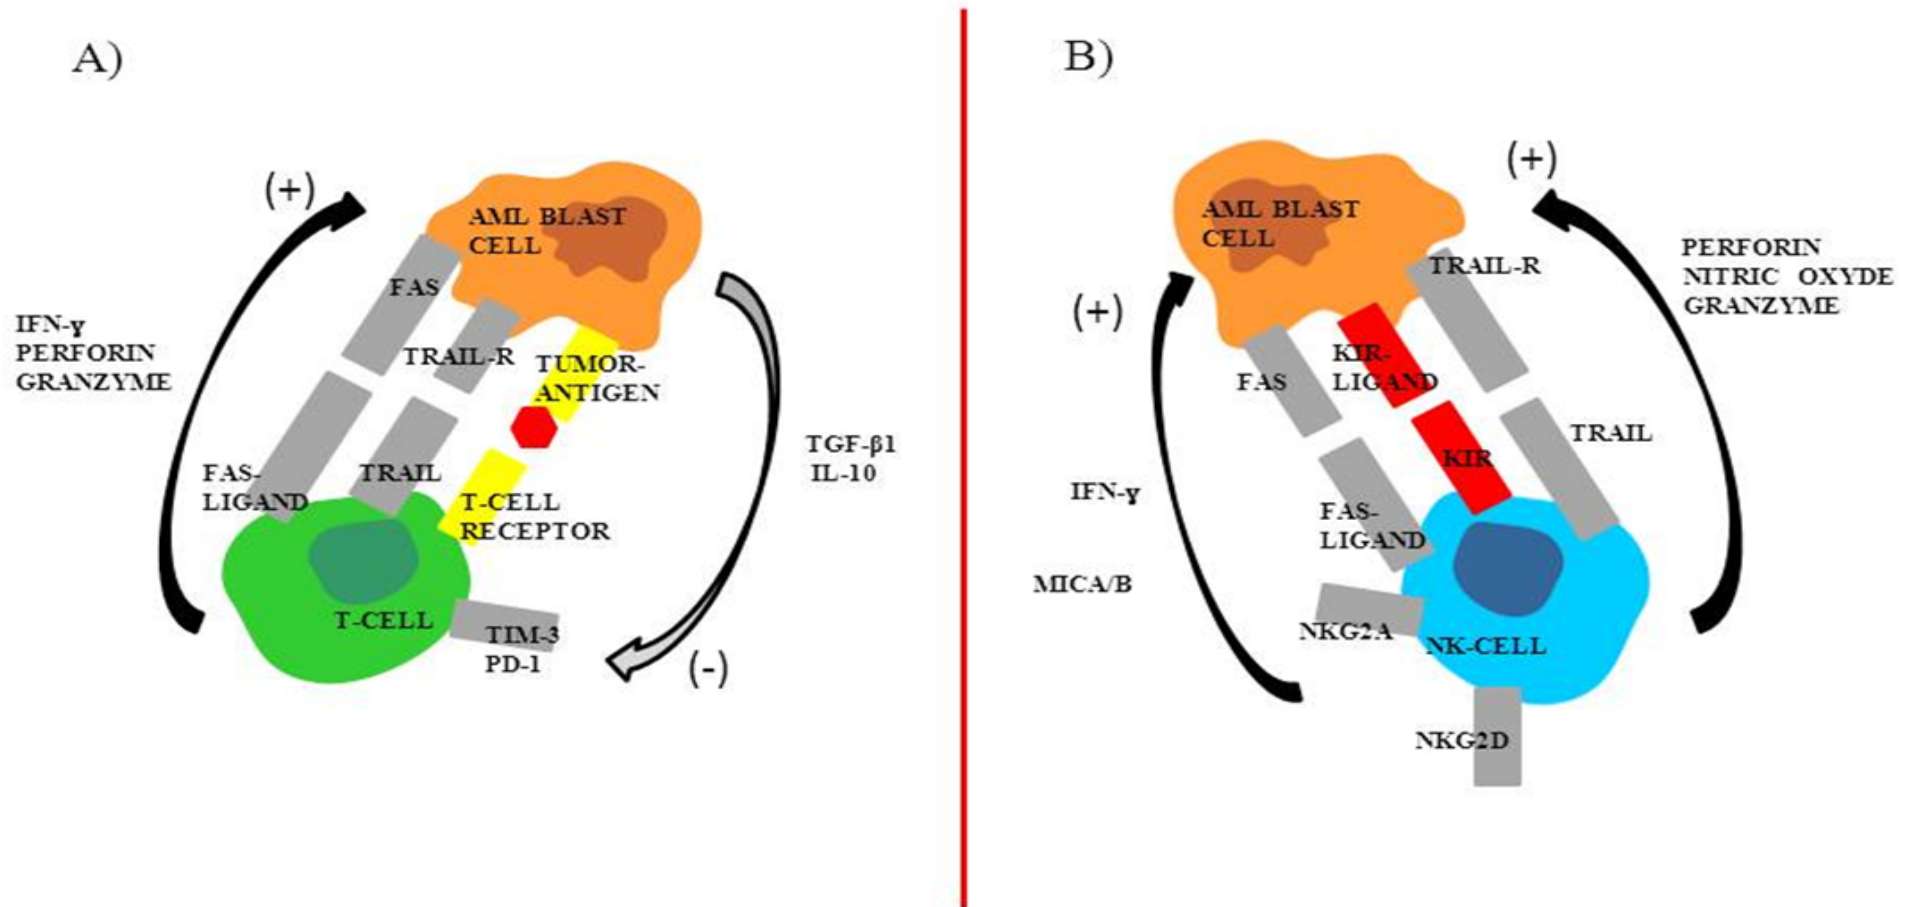 A)
(+)
AML BLAST
CELL
FAS
IFN-ɣ
PERFORIN
GRANZYME
TRAIL-R
TUMOR-
ANTIGEN
TGF-β1
IL-10
FAS-
LIGAND
TRAIL
T-CELL
RECEPTOR
T-CELL
TIM-3
PD-1
(-)
B)
(+)
AML BLAST
CELL
PERFORIN
NITRIC OXYDE
GRANZYME
TRAIL-R
(+)
KIR-
LIGAND
FAS
TRAIL
KIR
IFN-ɣ
FAS-
LIGAND
MICA/B
NKG2A
NK-CELL
NKG2D